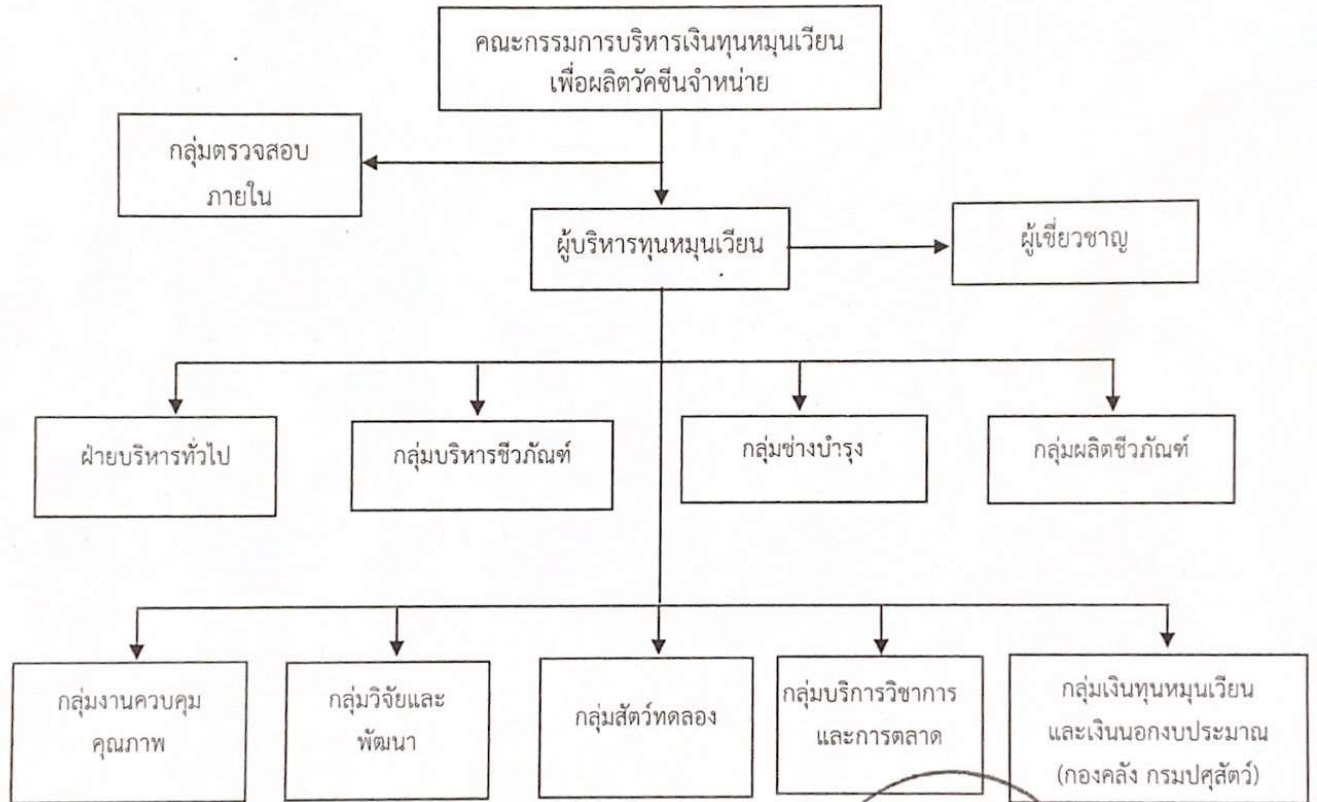 คณะกรรมการบริหารเงินทุนหมุนเวียน
เพื่อผลิตวัคซีนจำหน่าย
กลุ่มตรวจสอบ
ภายใน
ผู้บริหารทุนหมุนเวียน
ผู้เชี่ยวชาญ
ฝ่ายบริหารทั่วไป
กลุ่มบริหารชีวภัณฑ์
กลุ่มช่างบำรุง
กลุ่มผลิตชีวภัณฑ์
กลุ่มงานควบคุม
คุณภาพ
กลุ่มวิจัยและ
พัฒนา
กลุ่มสัตว์ทดลอง
กลุ่มบริการวิชาการ
และการตลาด
กลุ่มเงินทุนหมุนเวียน
และเงินนอกงบประมาณ
(กองคลัง กรมปศุสัตว์)